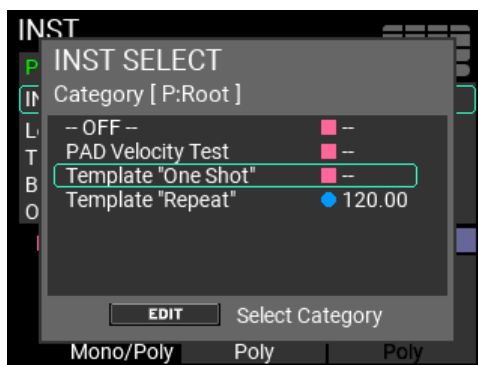 INST
P
INST SELECT
IN
Category [ P:Root ]
L
-- OFF -- --
T
PAD Velocity Test --
Template "One Shot" --
B
Template "Repeat" 120.00
O
EDIT Select Category
Mono/Poly Poly Poly